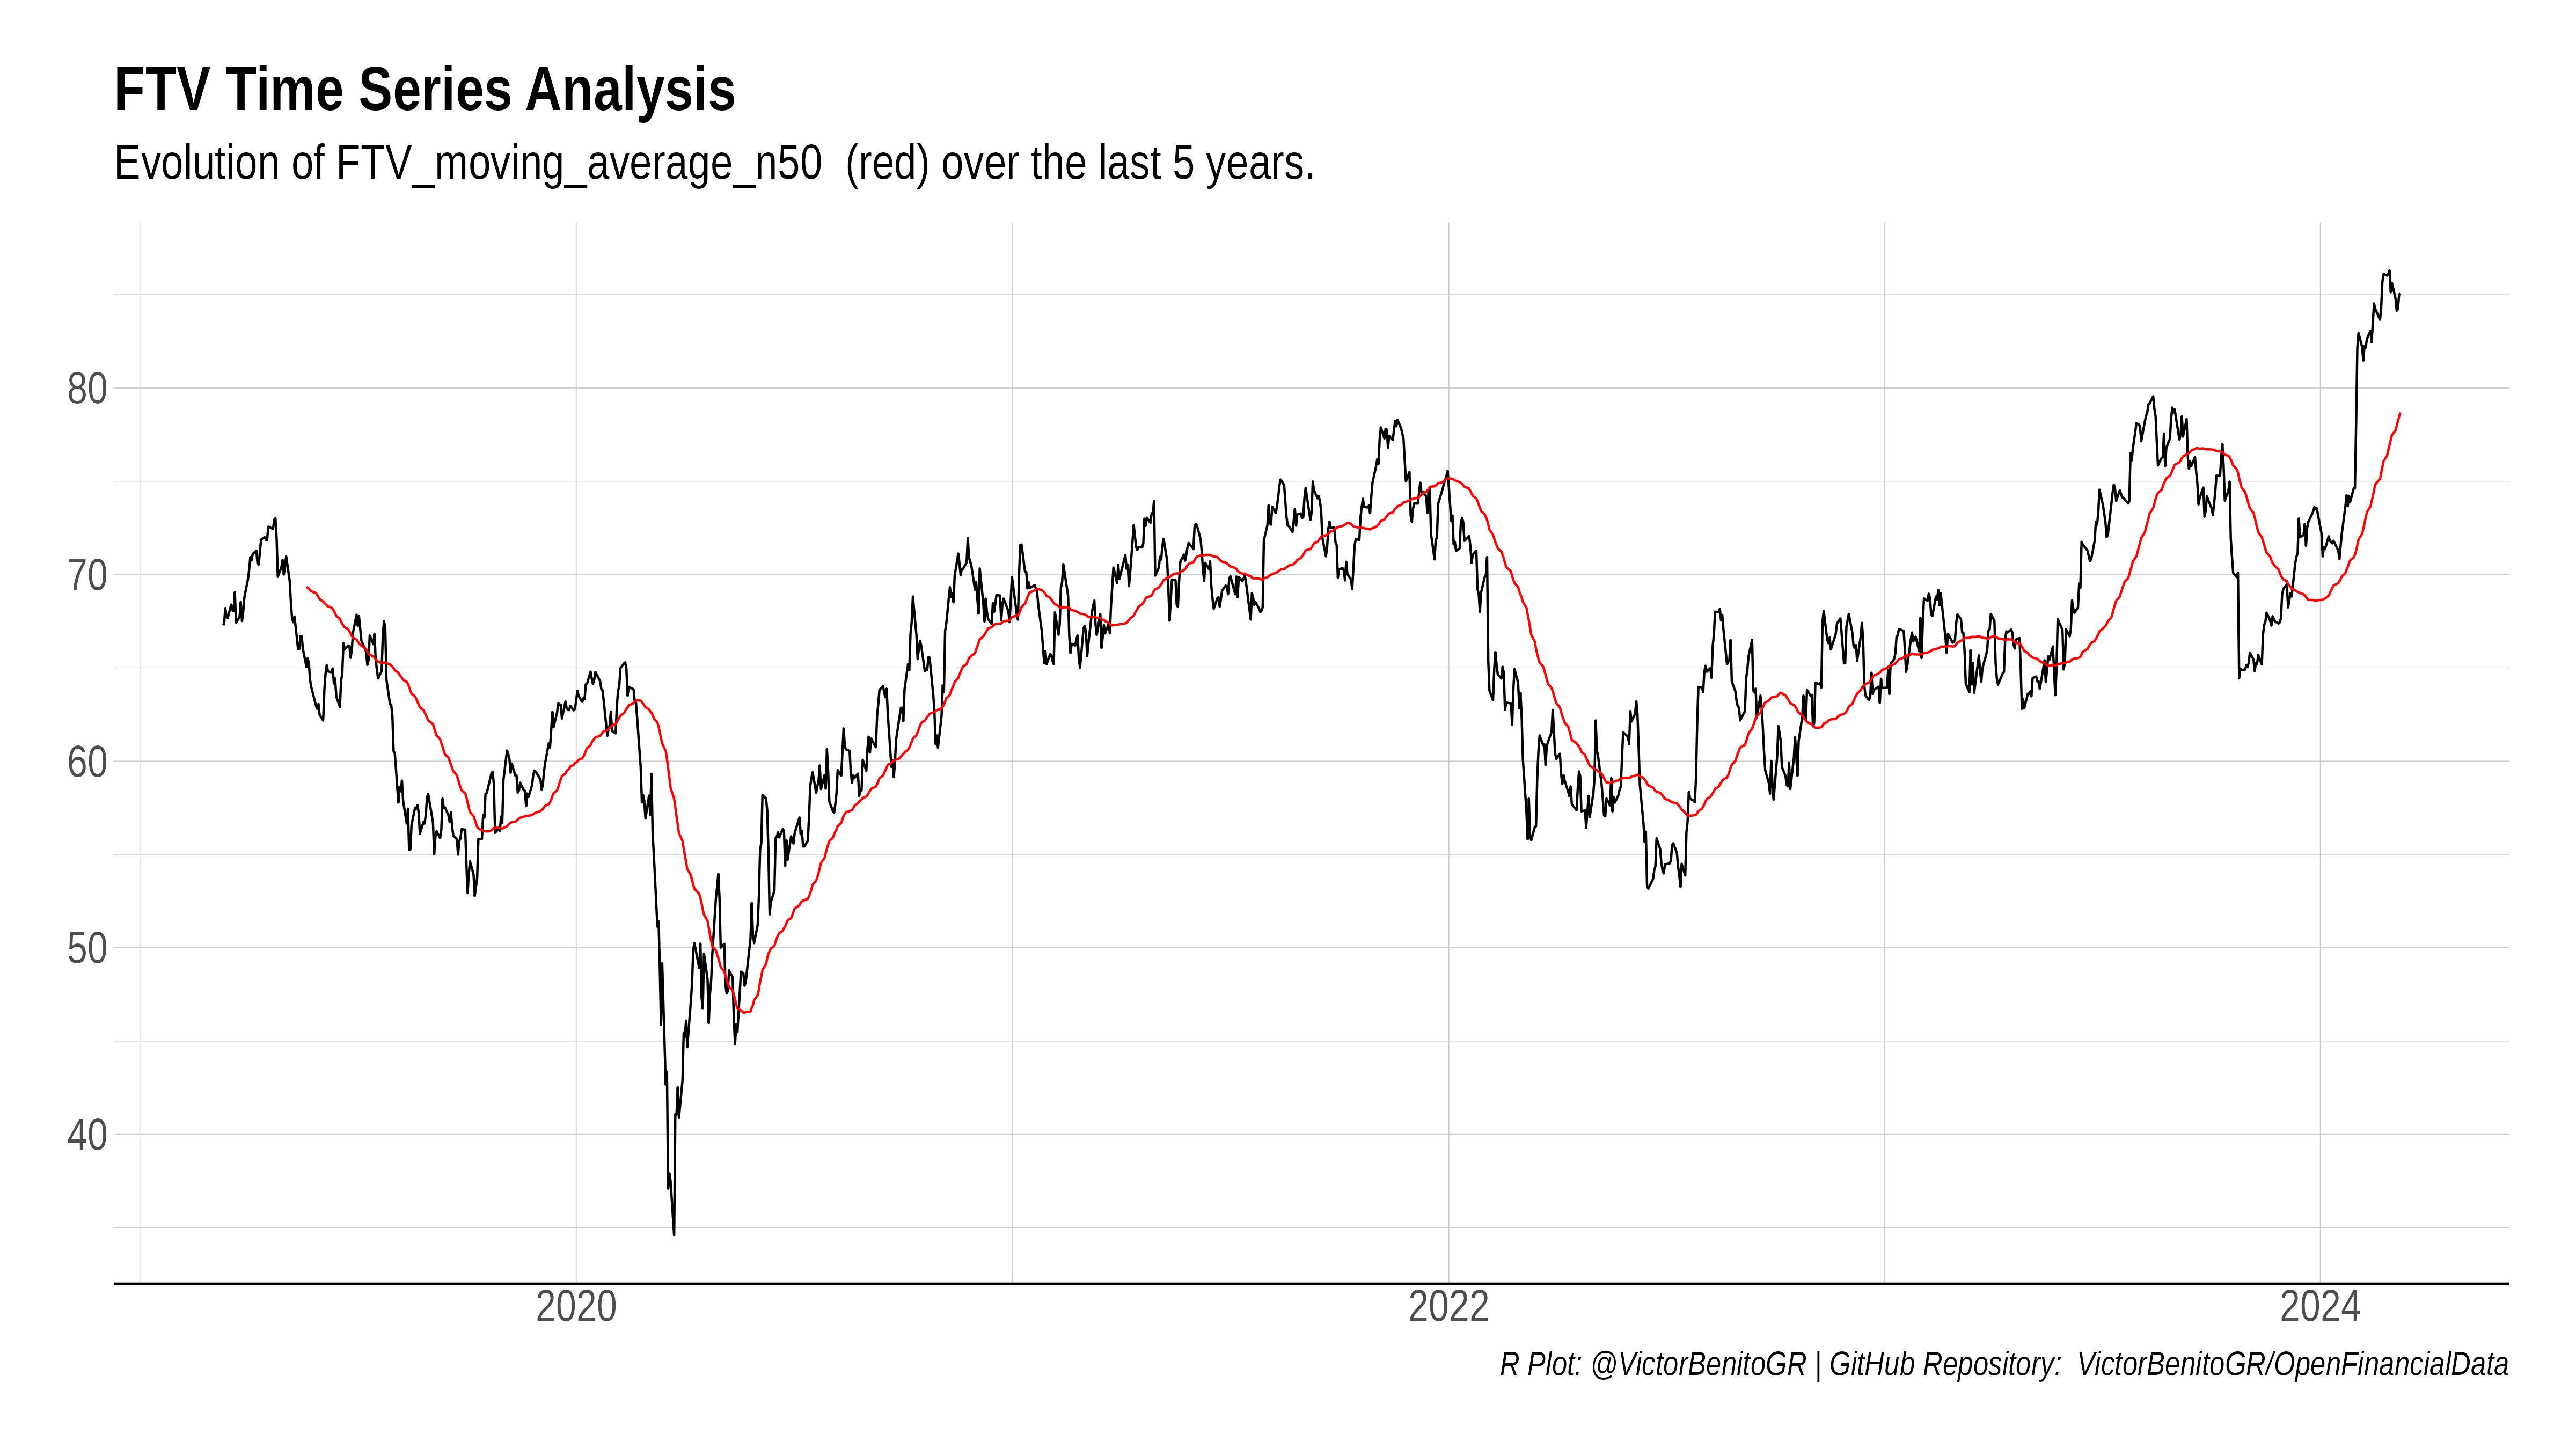 FTV Time Series Analysis
Evolution of FTV_moving_average_n50  (red) over the last 5 years.
80
70
60
50
40
2020 2022 2024
R Plot: @VictorBenitoGR | GitHub Repository:  VictorBenitoGR/OpenFinancialData